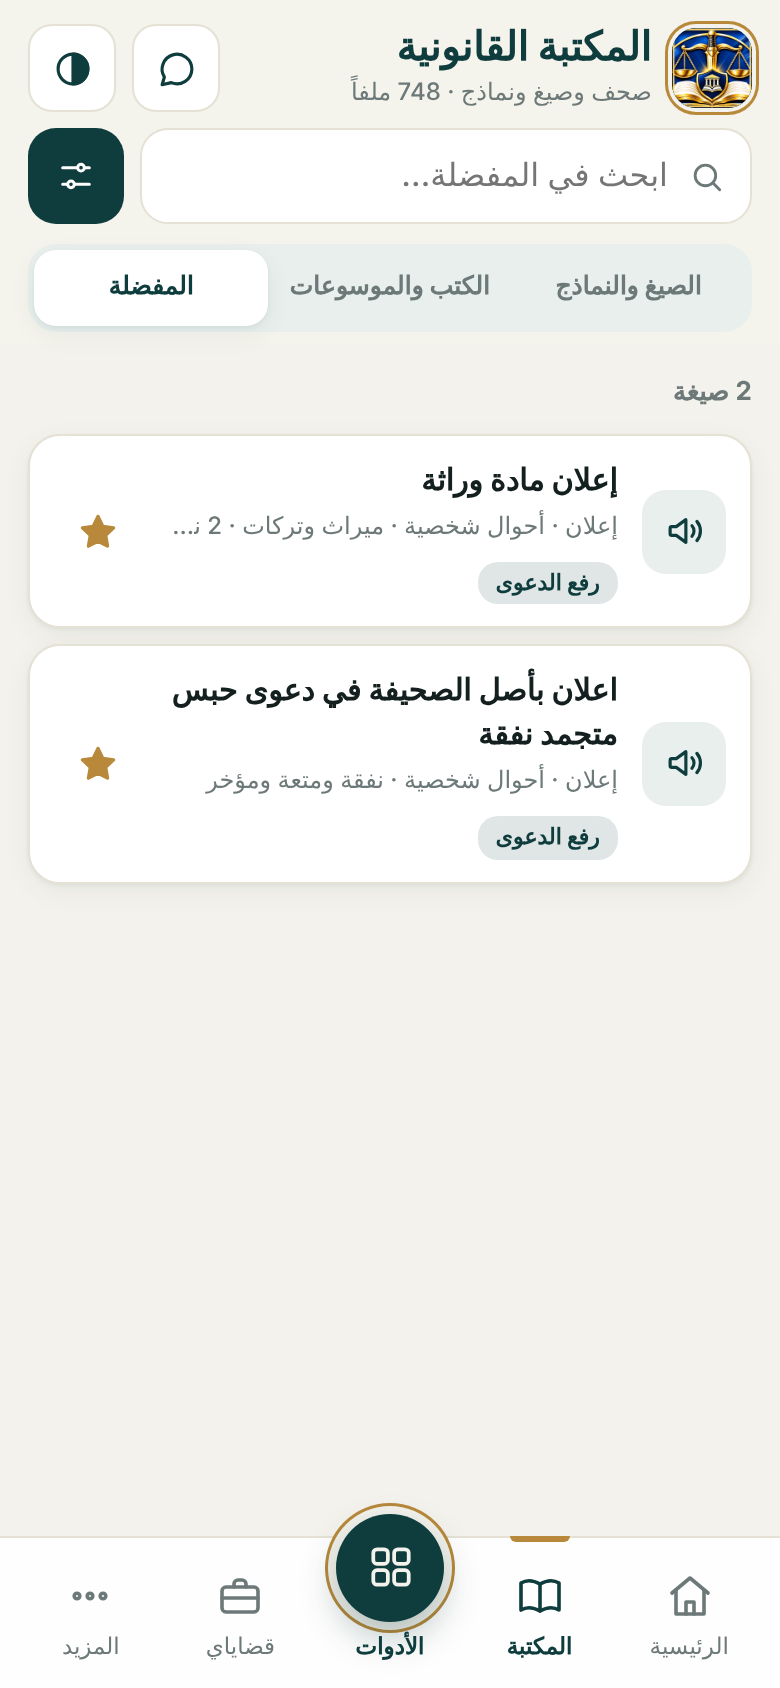 المكتبة القانونية
صحف وصيغ ونماذج · 748 ملفاً
ابحث في المفضلة...
الصيغ والنماذج
الكتب والموسوعات
المفضلة
2 صيغة
إعلان مادة وراثة
إعلان · أحوال شخصية · ميراث وتركات · 2 نـ...
رفع الدعوى
اعلان بأصل الصحيفة في دعوى حبس
متجمد نفقة
إعلان · أحوال شخصية · نفقة ومتعة ومؤخر
رفع الدعوى
الرئيسية
المكتبة
الأدوات
قضاياي
المزيد